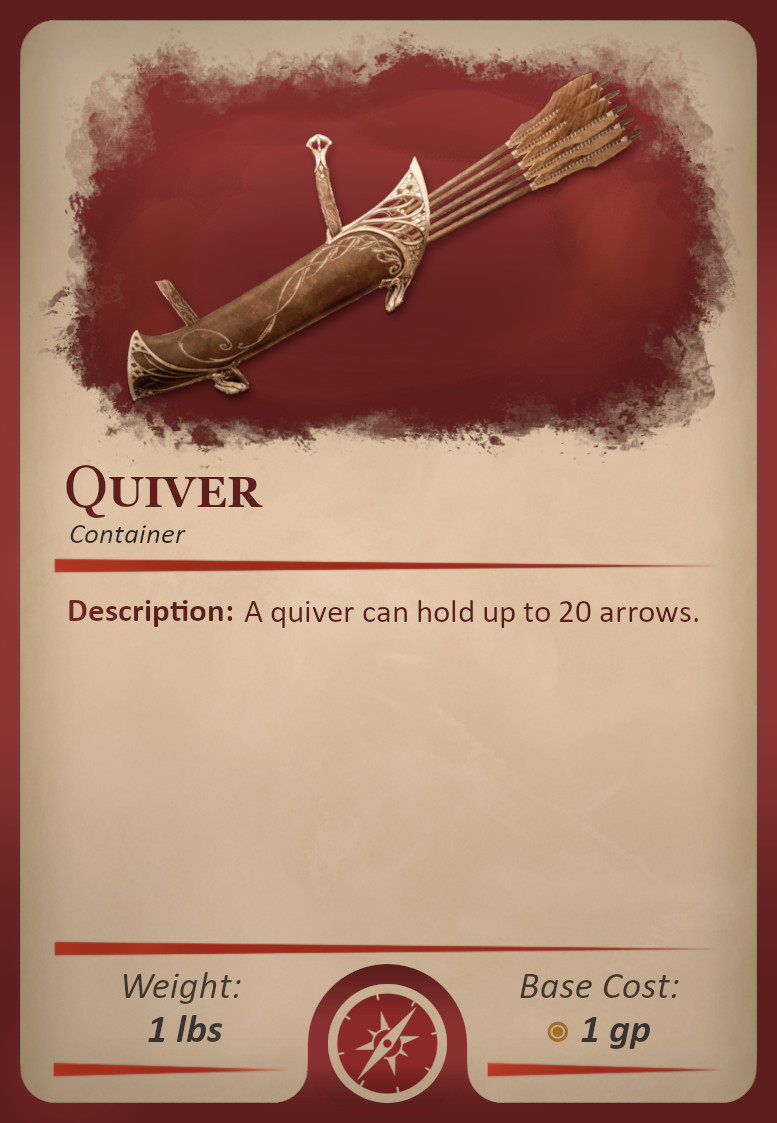 Quiver
Container
Description: A quiver can hold up to 20 arrows.
Weight:
1 lbs
Base Cost:
1 gp